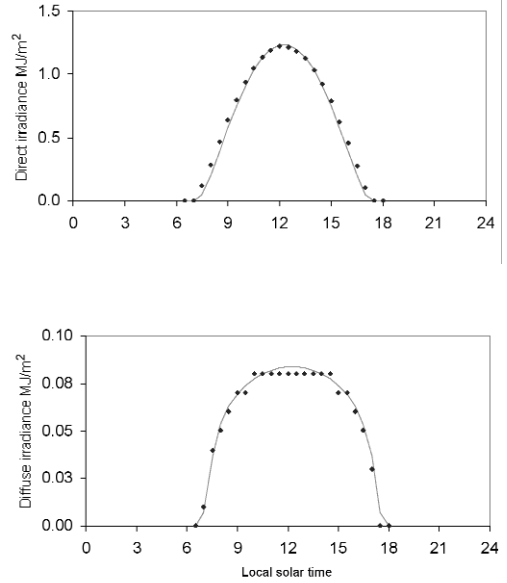 Direct irradiance MJ/m²
1.5
1.0
0.5
0.0
0 3 6 9 12 15 18 21 24
Diffuse irradiance MJ/m²
0.10
0.08
0.05
0.03
0.00
0 3 6 9 12 15 18 21 24
Local solar time